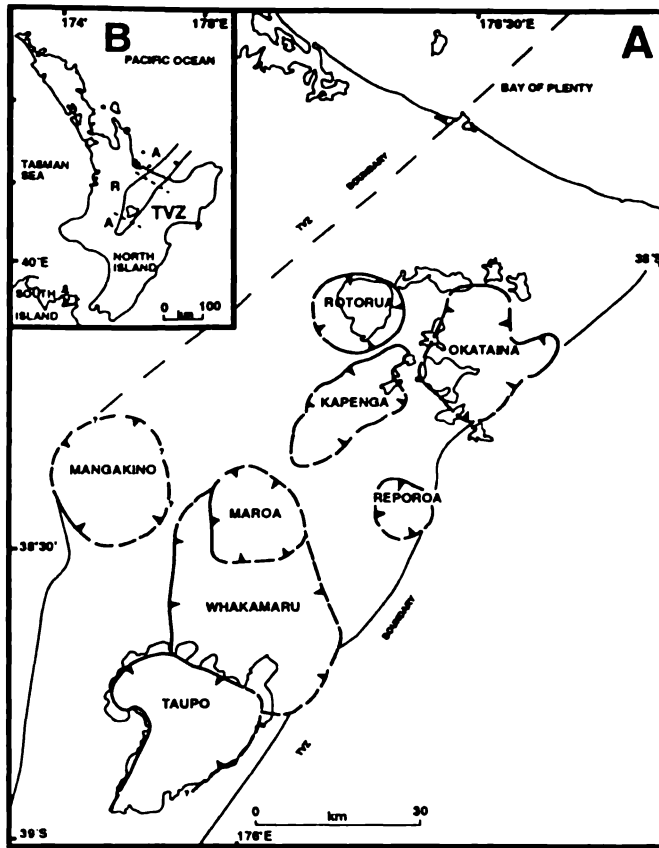 174°
178°E
B
PACIFIC OCEAN
TASMAN SEA
A
R
A
TVZ
40°E
NORTH ISLAND
SOUTH ISLAND
0 100
km
176°30'E
A
BAY OF PLENTY
BOUNDARY
TVZ
38°S
ROTORUA
OKATAINA
KAPENGA
MANGAKINO
REPOROA
MAROA
38°30'
WHAKAMARU
BOUNDARY
TAUPO
TVZ
0 30
km
39°S
176°E